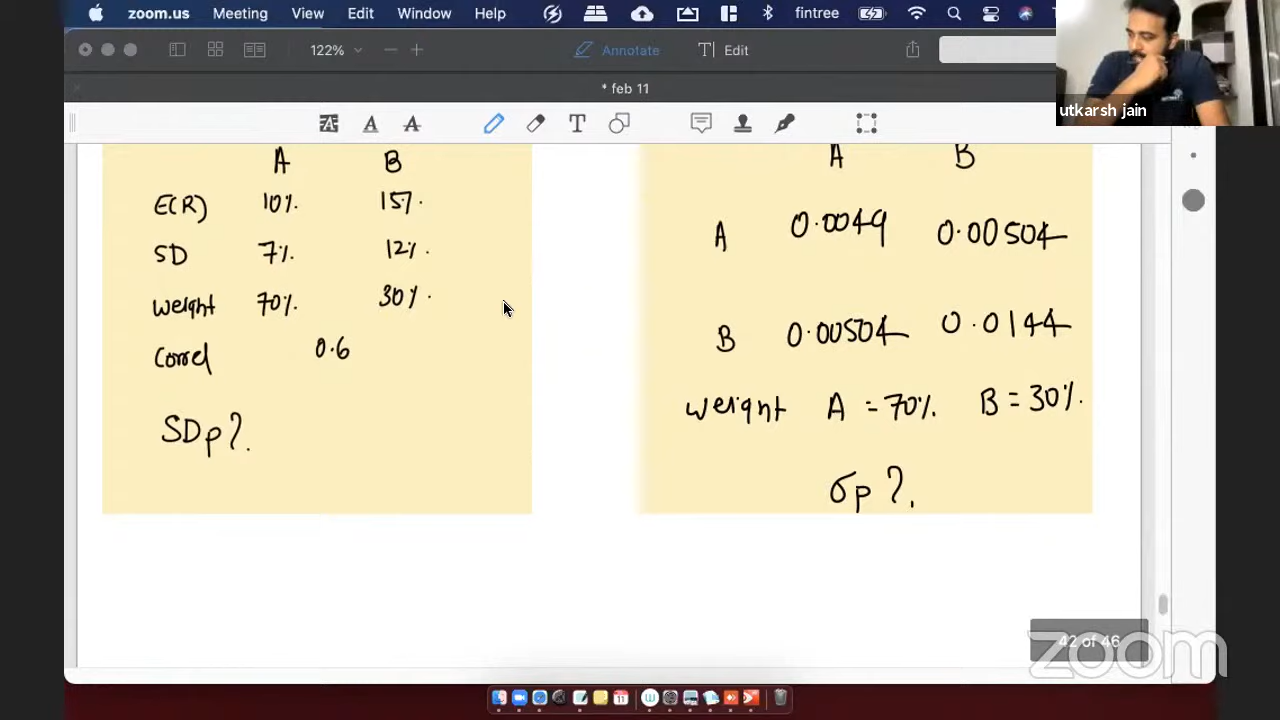 zoom.us Meeting View Edit Window Help fintree
122% Annotate Edit
* feb 11
utkarsh jain
A B
E(R) 10% 15%.
SD 7%. 12%.
Weight 70%. 30%.
Correl 0.6
SDp?.
A B
A 0.0049 0.00504
B 0.00504 0.0144
weight A = 70%. B = 30%.
σp ?.
42 of 46
zoom